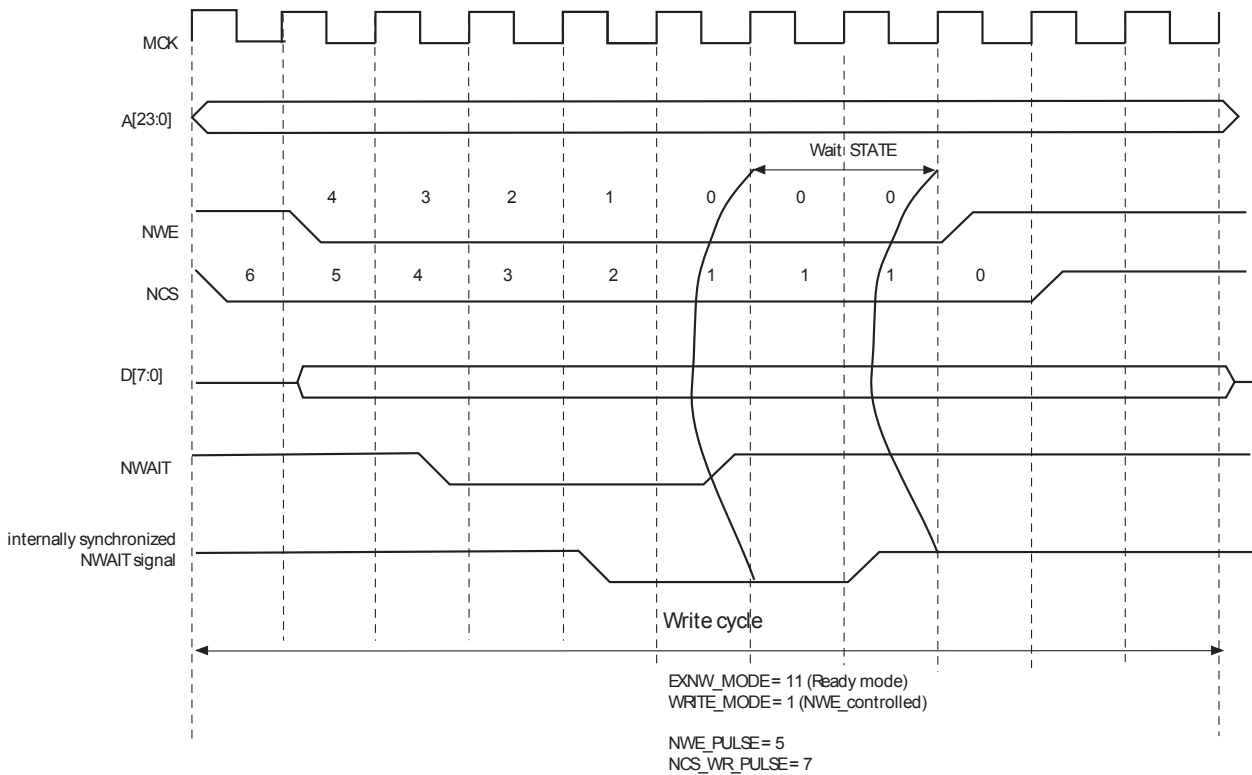 MCK
A[23:0]
Wait STATE
4 3 2 1 0 0 0
NWE
6 5 4 3 2 1 1 1 0
NCS
D[7:0]
NWAIT
internally synchronized
NWAIT signal
Write cycle
EXNW_MODE = 11 (Ready mode)
WRITE_MODE = 1 (NWE_controlled)
NWE_PULSE = 5
NCS_WR_PULSE = 7